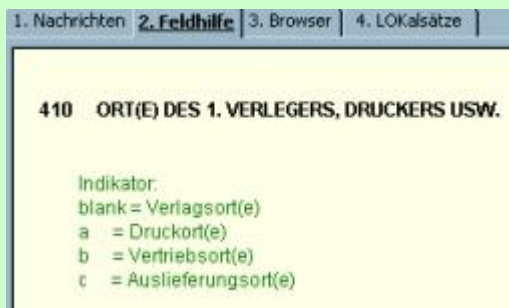 1. Nachrichten 2. Feldhilfe 3. Browser 4. LOKalsätze
410 ORT(E) DES 1. VERLEGERS, DRUCKERS USW.
Indikator:
blank = Verlagsort(e)
a = Druckort(e)
b = Vertriebsort(e)
c = Auslieferungsort(e)